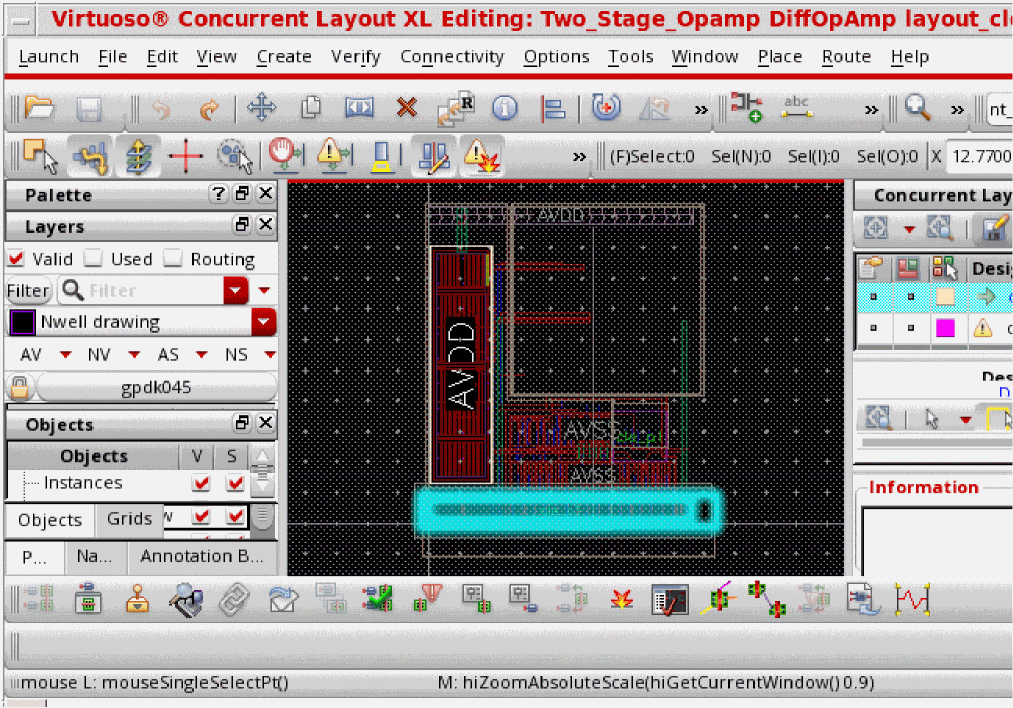 Virtuoso® Concurrent Layout XL Editing: Two_Stage_Opamp DiffOpAmp layout_cl
Launch File Edit View Create Verify Connectivity Options Tools Window Place Route Help
R » abc » » nt_
» (F)Select:0 Sel(N):0 Sel(I):0 Sel(O):0 X 12.7700
Palette ?
Layers
Valid Used Routing
Filter Filter
Nwell drawing
AV NV AS NS
gpdk045
Objects
Objects V S
Instances
Objects Grids
P... Na... Annotation B...
AVDD
AVDD
AVSS
AVSS
Concurrent Lay
Desi
Des
D
Information
mouse L: mouseSingleSelectPt() M: hiZoomAbsoluteScale(hiGetCurrentWindow() 0.9)